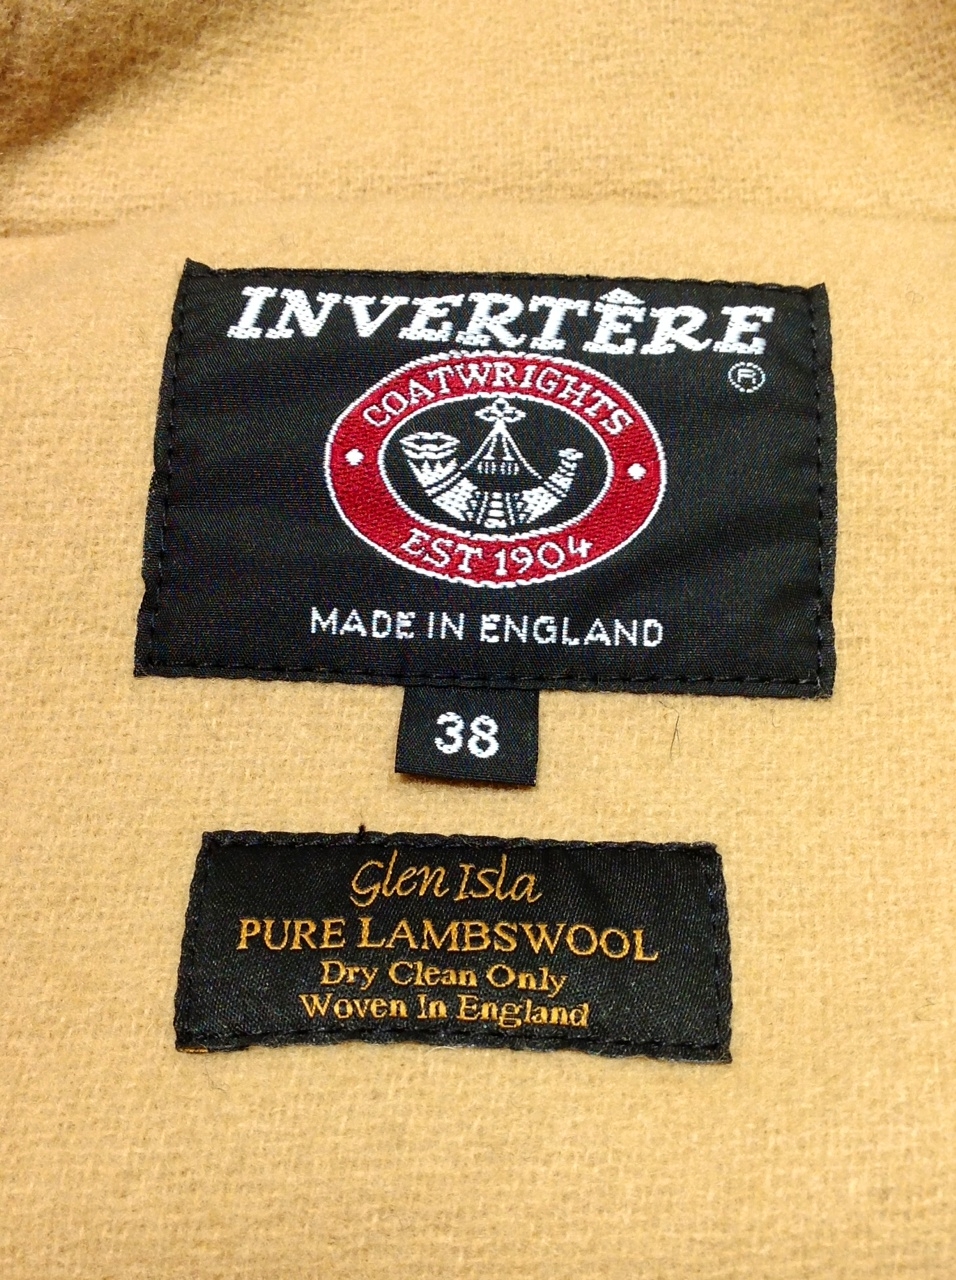 INVERTÊRE
®
COATWRIGHTS
EST 1904
MADE IN ENGLAND
38
Glen Isla
PURE LAMBSWOOL
Dry Clean Only
Woven In England